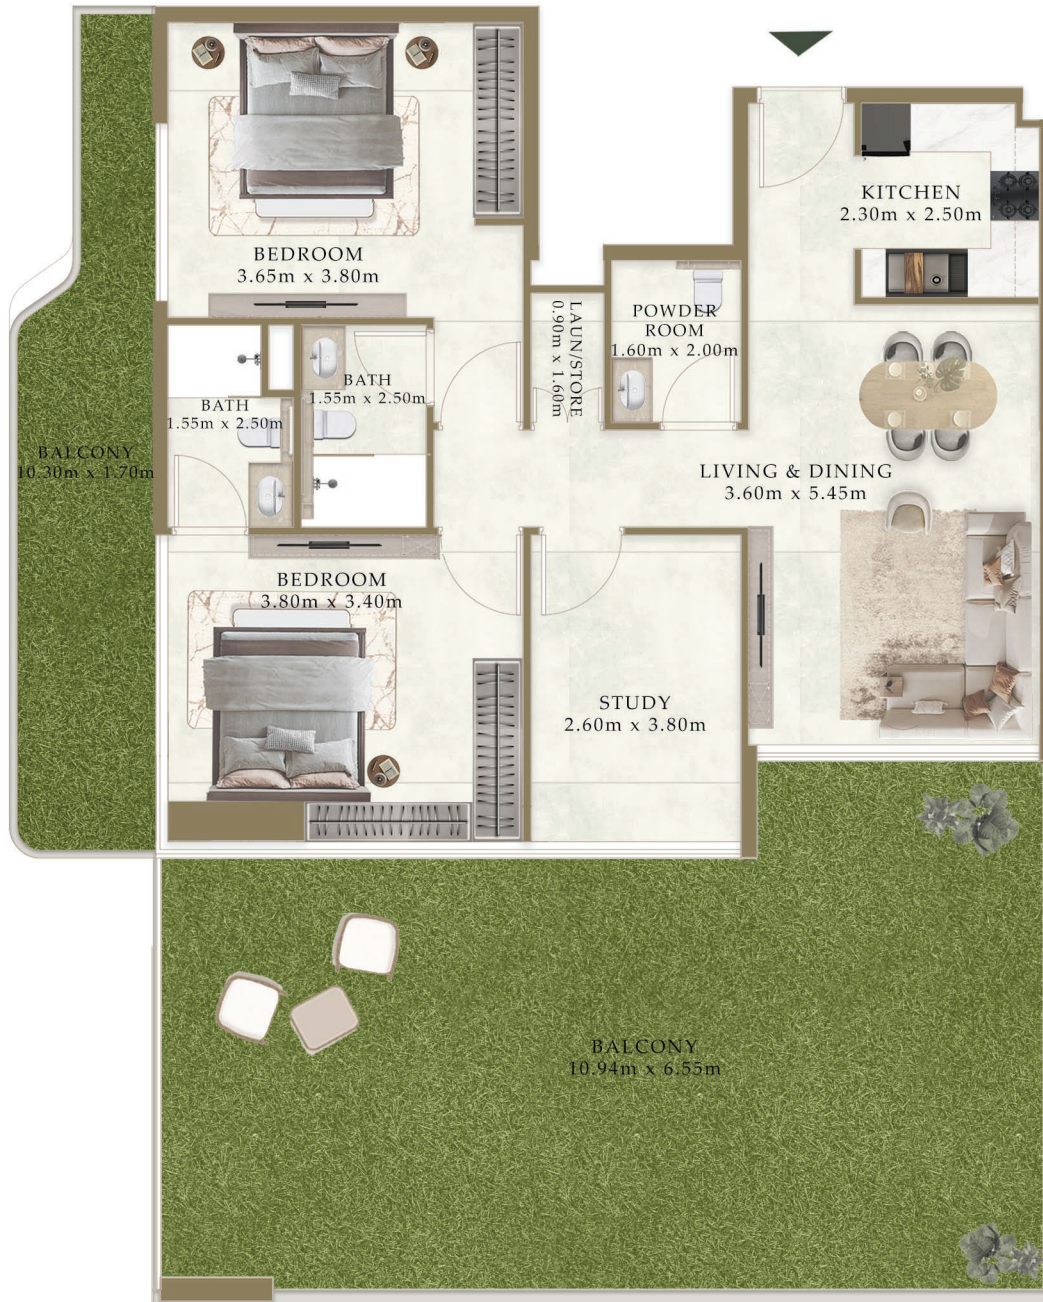 KITCHEN
2.30m x 2.50m
BEDROOM
3.65m x 3.80m
LAUN/STORE
0.90m x 1.60m
POWDER
ROOM
1.60m x 2.00m
BATH
1.55m x 2.50m
BATH
1.55m x 2.50m
BALCONY
10.30m x 1.70m
LIVING & DINING
3.60m x 5.45m
BEDROOM
3.80m x 3.40m
STUDY
2.60m x 3.80m
BALCONY
10.94m x 6.55m